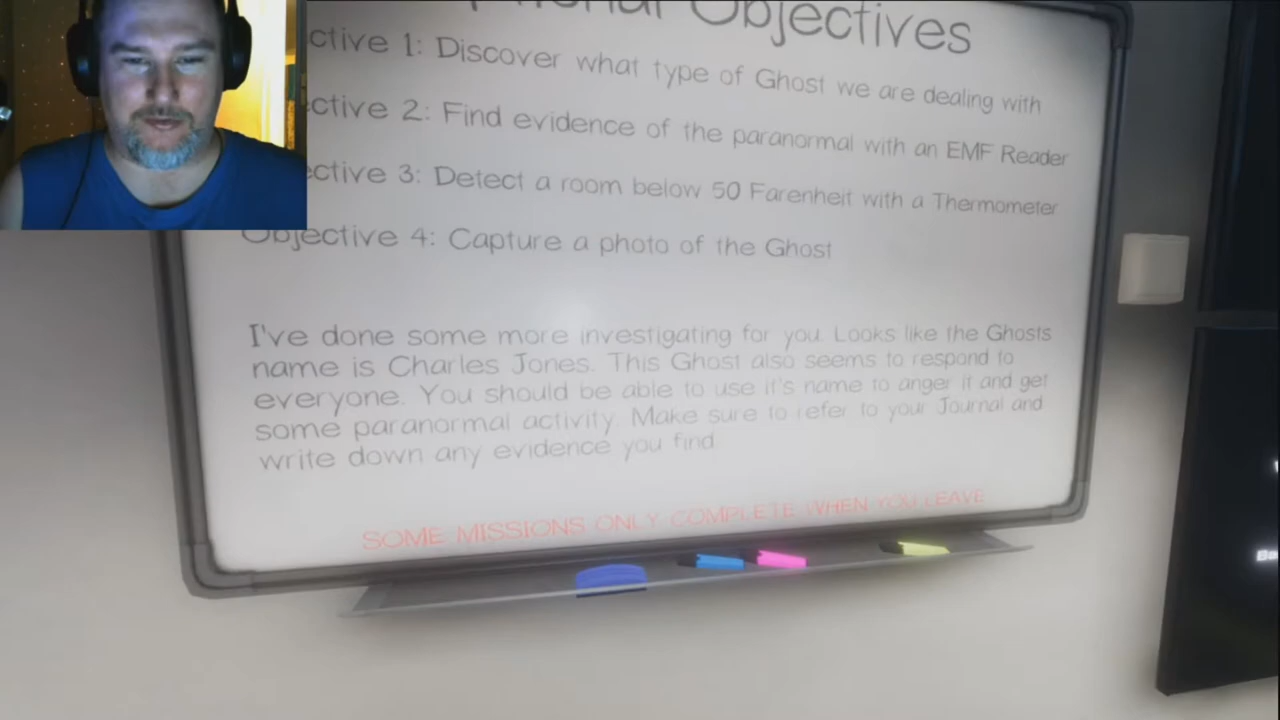 Objectives
ctive 1: Discover what type of Ghost we are dealing with
ctive 2: Find evidence of the paranormal with an EMF Reader
ective 3: Detect a room below 50 Farenheit with a Thermometer
Objective 4: Capture a photo of the Ghost
I've done some more investigating for you. Looks like the Ghosts
name is Charles Jones. This Ghost also seems to respond to
everyone. You should be able to use it's name to anger it and get
some paranormal activity. Make sure to refer to your Journal and
write down any evidence you find.
SOME MISSIONS ONLY COMPLETE WHEN YOU LEAVE